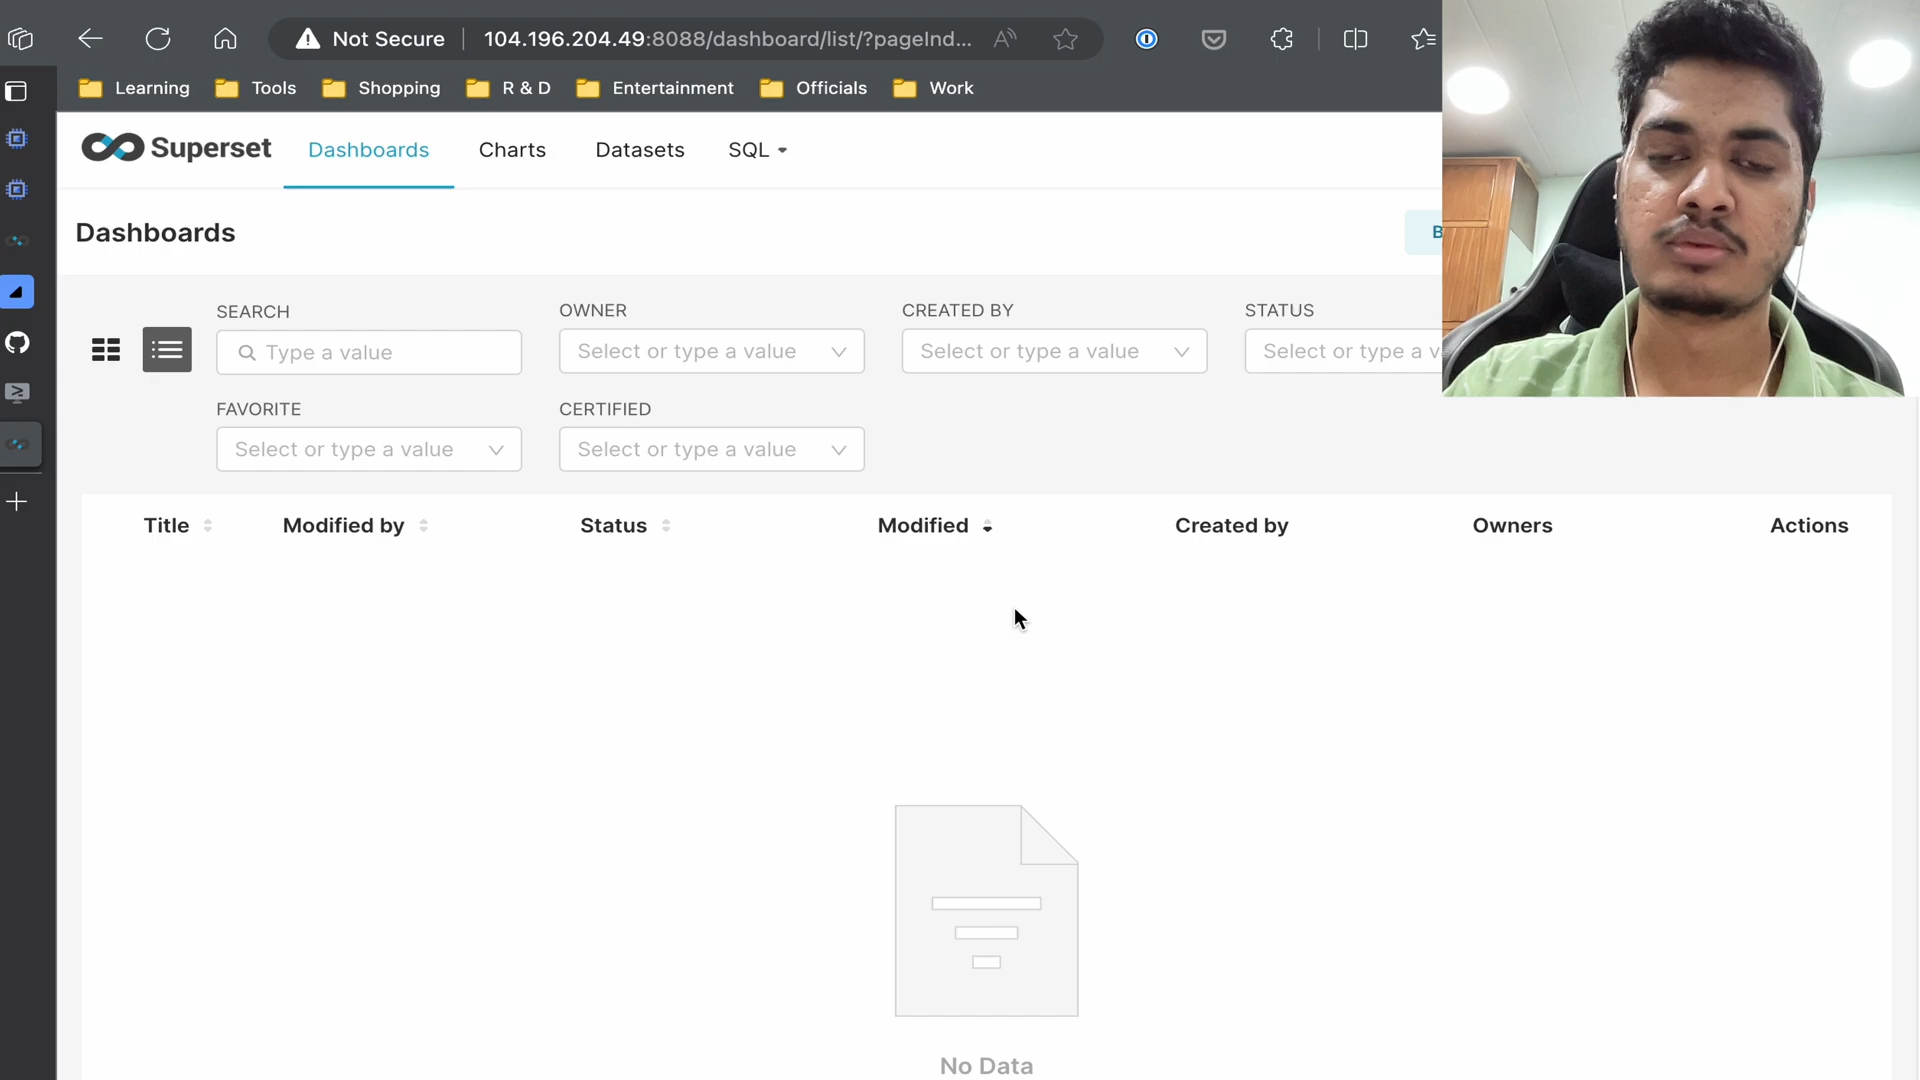 Not Secure 104.196.204.49:8088/dashboard/list/?pageInd...
Learning Tools Shopping R & D Entertainment Officials Work
Superset Dashboards Charts Datasets SQL
Dashboards
B
SEARCH OWNER CREATED BY STATUS
Type a value Select or type a value Select or type a value Select or type a v
FAVORITE CERTIFIED
Select or type a value Select or type a value
Title Modified by Status Modified Created by Owners Actions
No Data